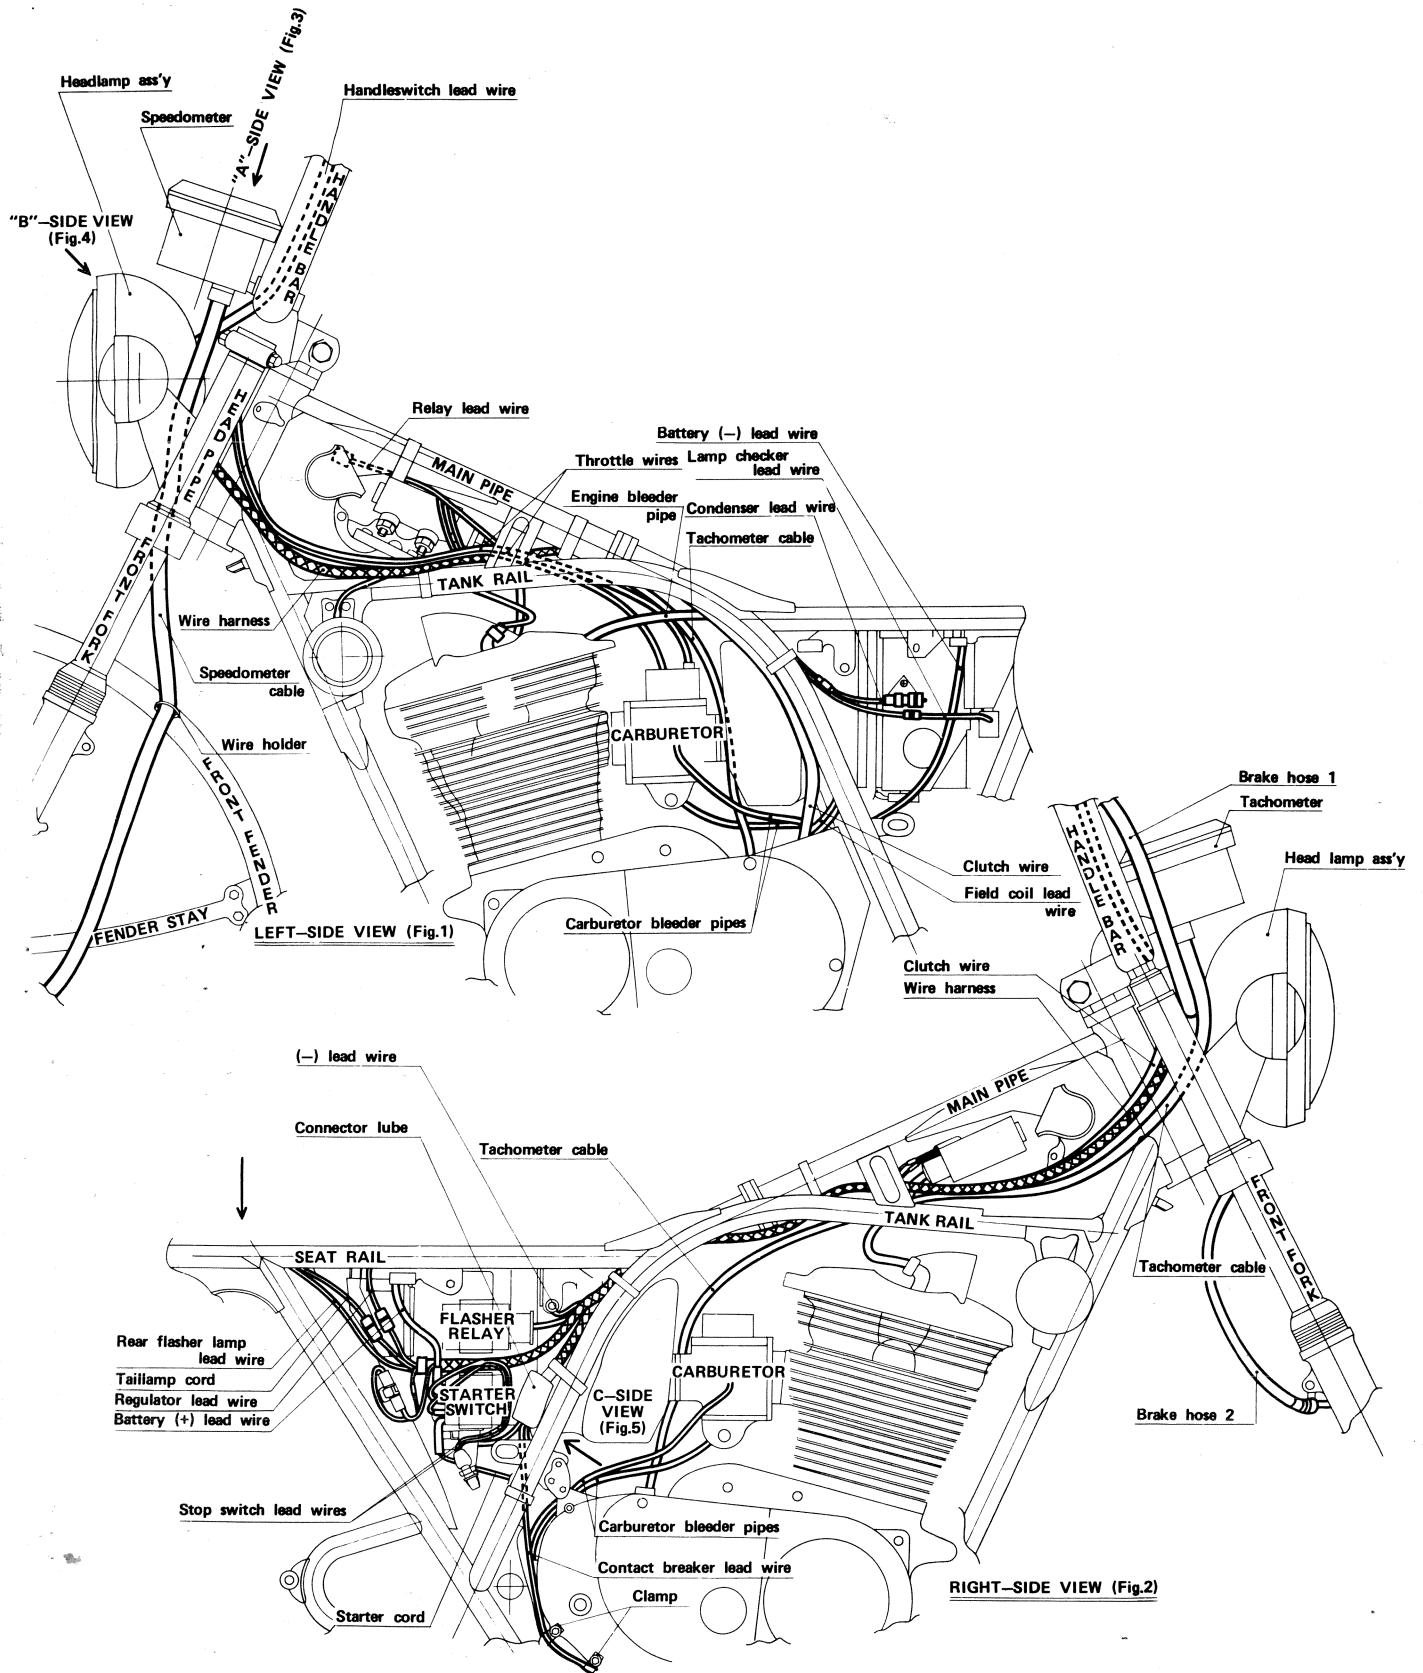 Headlamp ass'y
Speedometer
"A"—SIDE VIEW (Fig.3)
Handleswitch lead wire
"B"—SIDE VIEW
(Fig.4)
HANDLE BAR
HEAD PIPE
FRONT FORK
Relay lead wire
MAIN PIPE
Throttle wires
Battery (—) lead wire
Lamp checker
lead wire
Engine bleeder
pipe
Condenser lead wire
Tachometer cable
TANK RAIL
Wire harness
Speedometer
cable
Wire holder
FRONT FENDER
FENDER STAY
CARBURETOR
Clutch wire
Field coil lead
wire
Carburetor bleeder pipes
LEFT—SIDE VIEW (Fig.1)
Brake hose 1
Tachometer
Head lamp ass'y
HANDLE BAR
Clutch wire
Wire harness
(—) lead wire
Connector lube
Tachometer cable
MAIN PIPE
TANK RAIL
FRONT FORK
Tachometer cable
SEAT RAIL
FLASHER
RELAY
Rear flasher lamp
lead wire
Taillamp cord
Regulator lead wire
Battery (+) lead wire
STARTER
SWITCH
C—SIDE
VIEW
(Fig.5)
CARBURETOR
Brake hose 2
Stop switch lead wires
Carburetor bleeder pipes
Contact breaker lead wire
Clamp
Starter cord
RIGHT—SIDE VIEW (Fig.2)